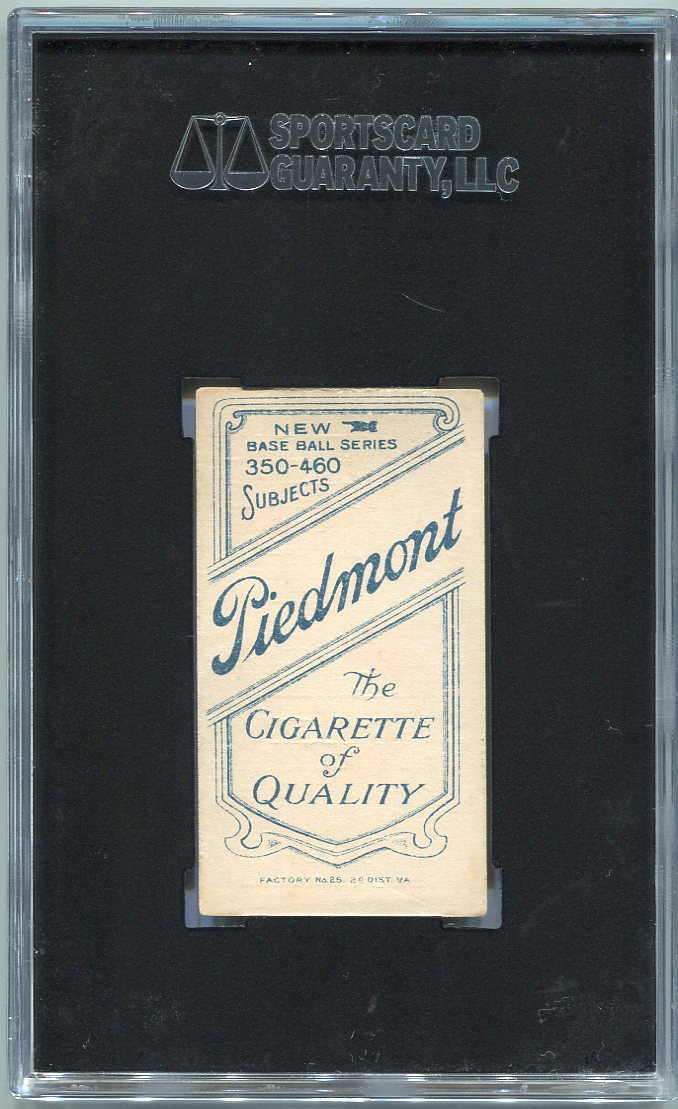 SPORTSCARD
GUARANTY, LLC
NEW
BASE BALL SERIES
350-460
SUBJECTS
Piedmont
The
CIGARETTE
of
QUALITY
FACTORY No. 25. 2d DIST. VA.